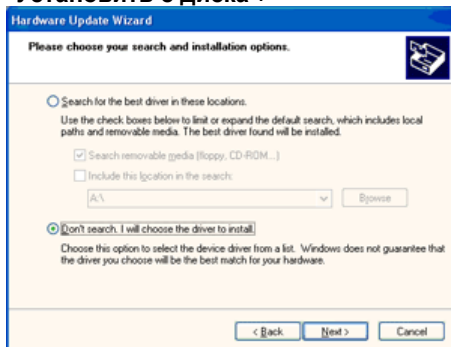 Hardware Update Wizard
Please choose your search and installation options.
Search for the best driver in these locations.
Use the check boxes below to limit or expand the default search, which includes local
paths and removable media. The best driver found will be installed.
Search removable media (floppy, CD-ROM...)
Include this location in the search:
A:\
Browse
Don't search. I will choose the driver to install.
Choose this option to select the device driver from a list. Windows does not guarantee that
the driver you choose will be the best match for your hardware.
< Back
Next >
Cancel